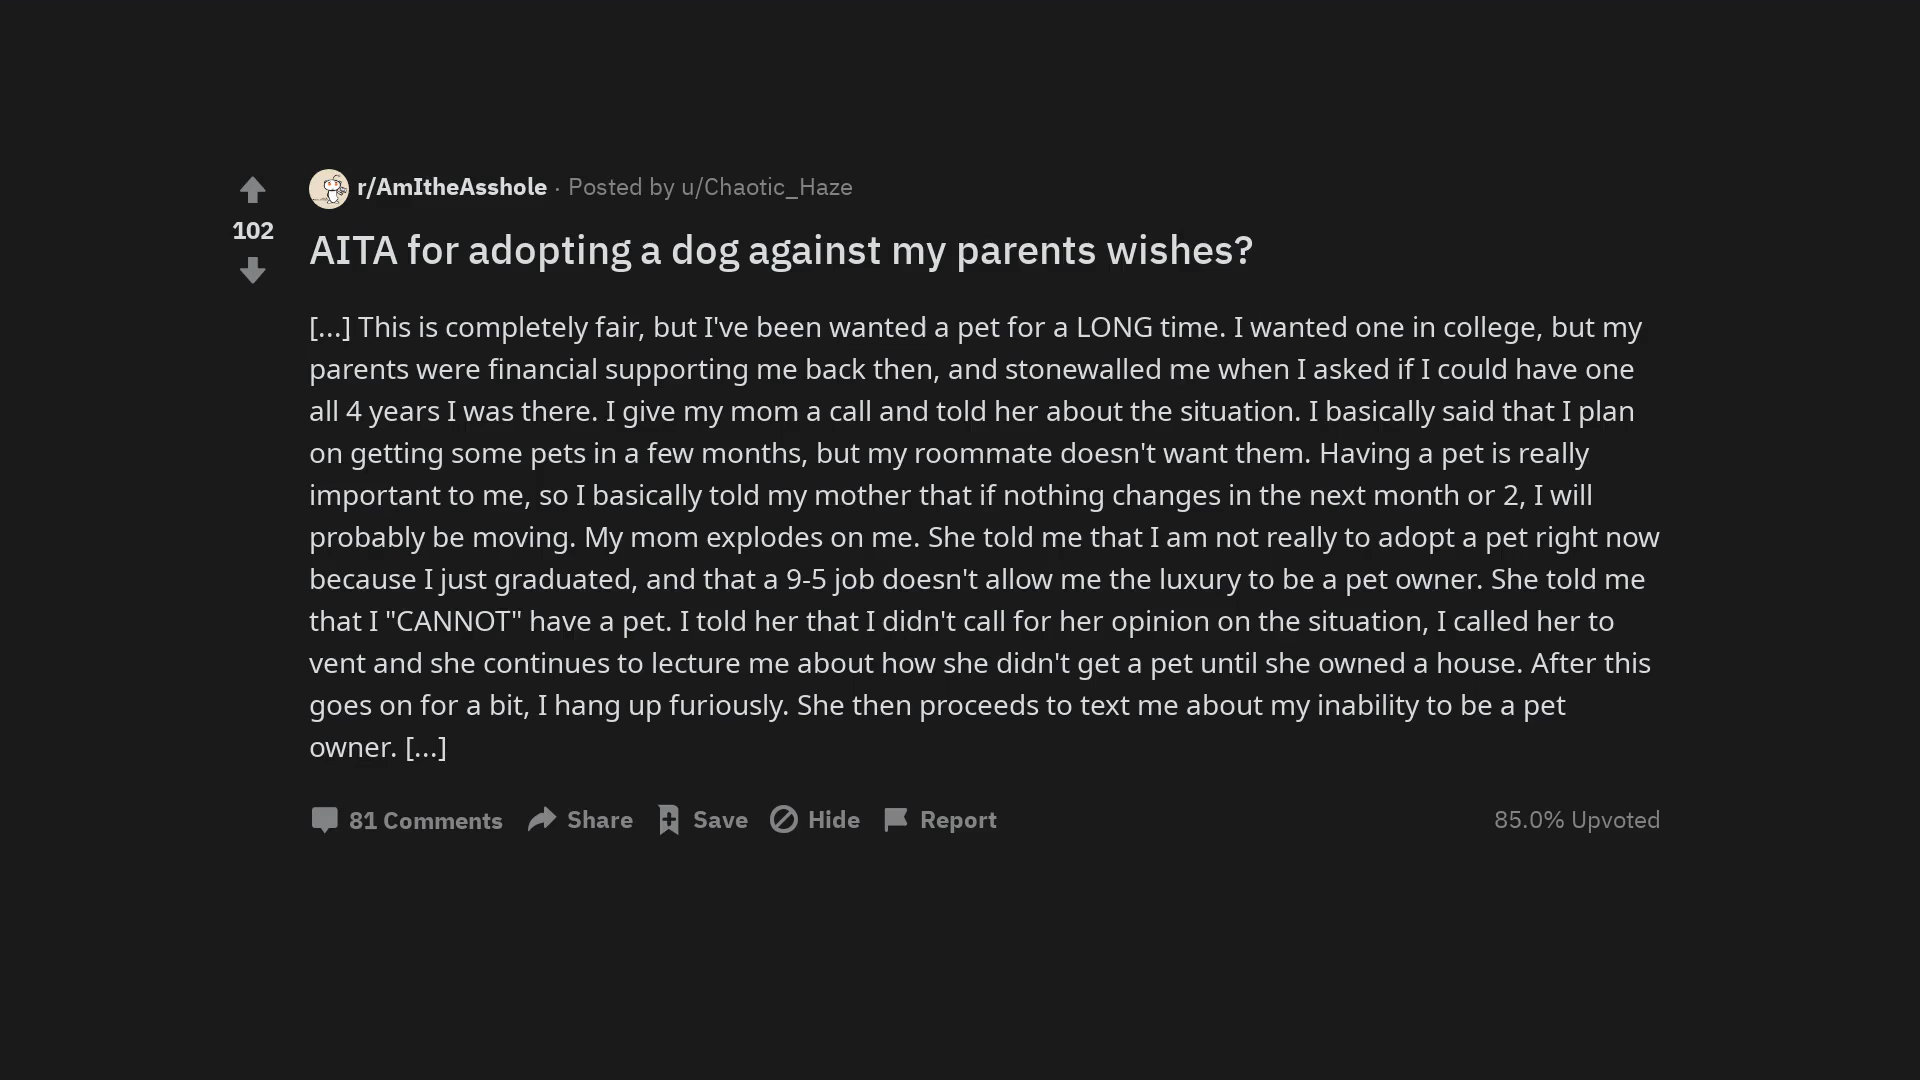 r/AmItheAsshole · Posted by u/Chaotic_Haze
102
AITA for adopting a dog against my parents wishes?
[...] This is completely fair, but I've been wanted a pet for a LONG time. I wanted one in college, but my
parents were financial supporting me back then, and stonewalled me when I asked if I could have one
all 4 years I was there. I give my mom a call and told her about the situation. I basically said that I plan
on getting some pets in a few months, but my roommate doesn't want them. Having a pet is really
important to me, so I basically told my mother that if nothing changes in the next month or 2, I will
probably be moving. My mom explodes on me. She told me that I am not really to adopt a pet right now
because I just graduated, and that a 9-5 job doesn't allow me the luxury to be a pet owner. She told me
that I "CANNOT" have a pet. I told her that I didn't call for her opinion on the situation, I called her to
vent and she continues to lecture me about how she didn't get a pet until she owned a house. After this
goes on for a bit, I hang up furiously. She then proceeds to text me about my inability to be a pet
owner. [...]
81 Comments Share Save Hide Report 85.0% Upvoted